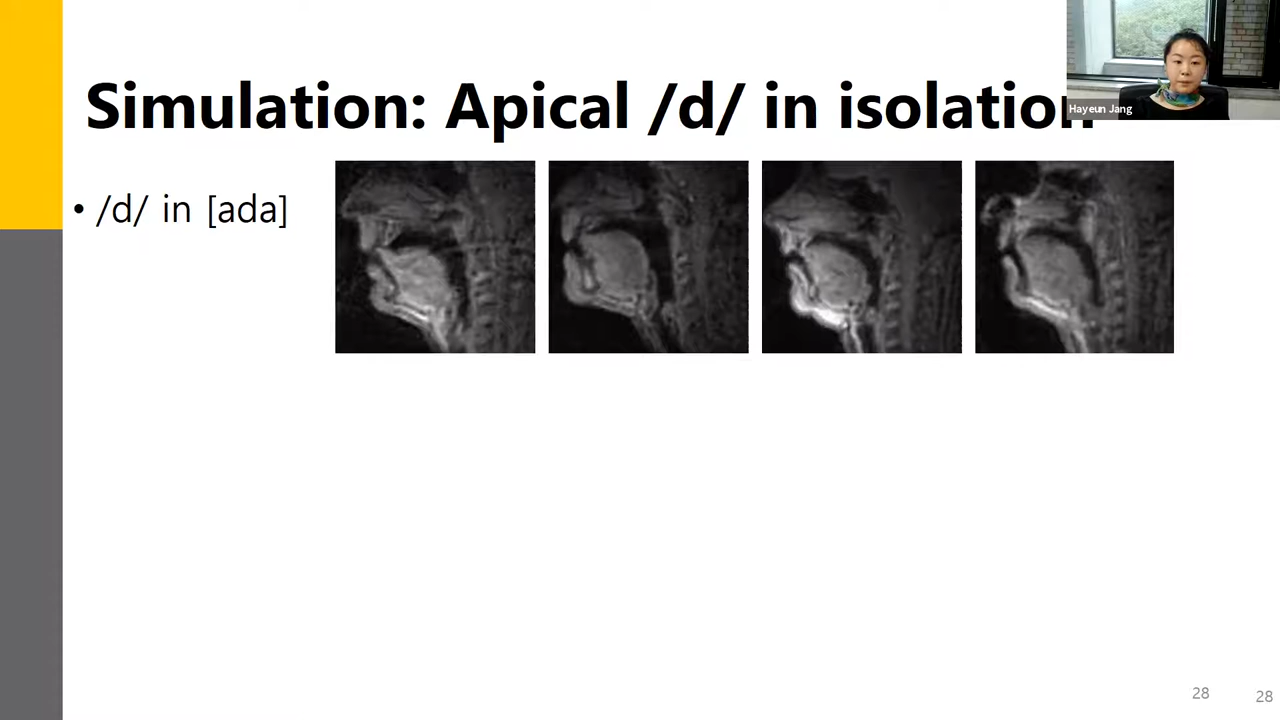 Simulation: Apical /d/ in isolation
Hayeun Jang
• /d/ in [ada]
28
28